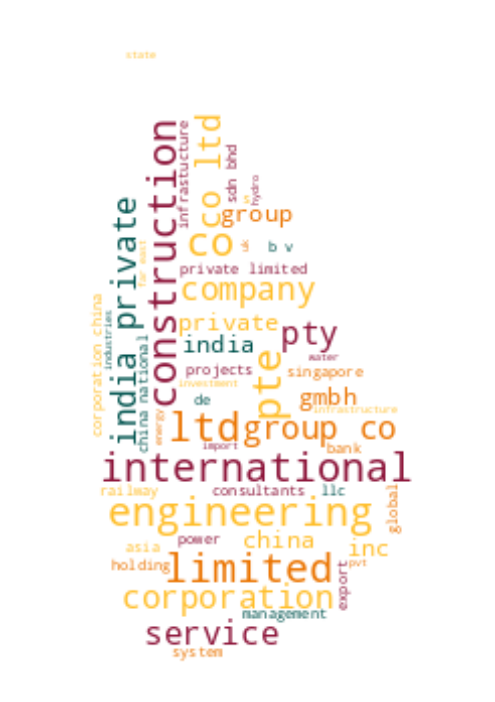 state
construction
infrastucture
co ltd
sdn bhd
hydro
group
india private
co
uk
b v
far east
private limited
company
corporation china
industries
private
pty
india
china national
pte
water
projects
singapore
investment
de
gmbh
infrastructure
energy
ltd
group co
import
bank
international
railway
consultants
llc
global
engineering
power
china
asia
inc
holding
limited
pvt
export
corporation
management
service
system